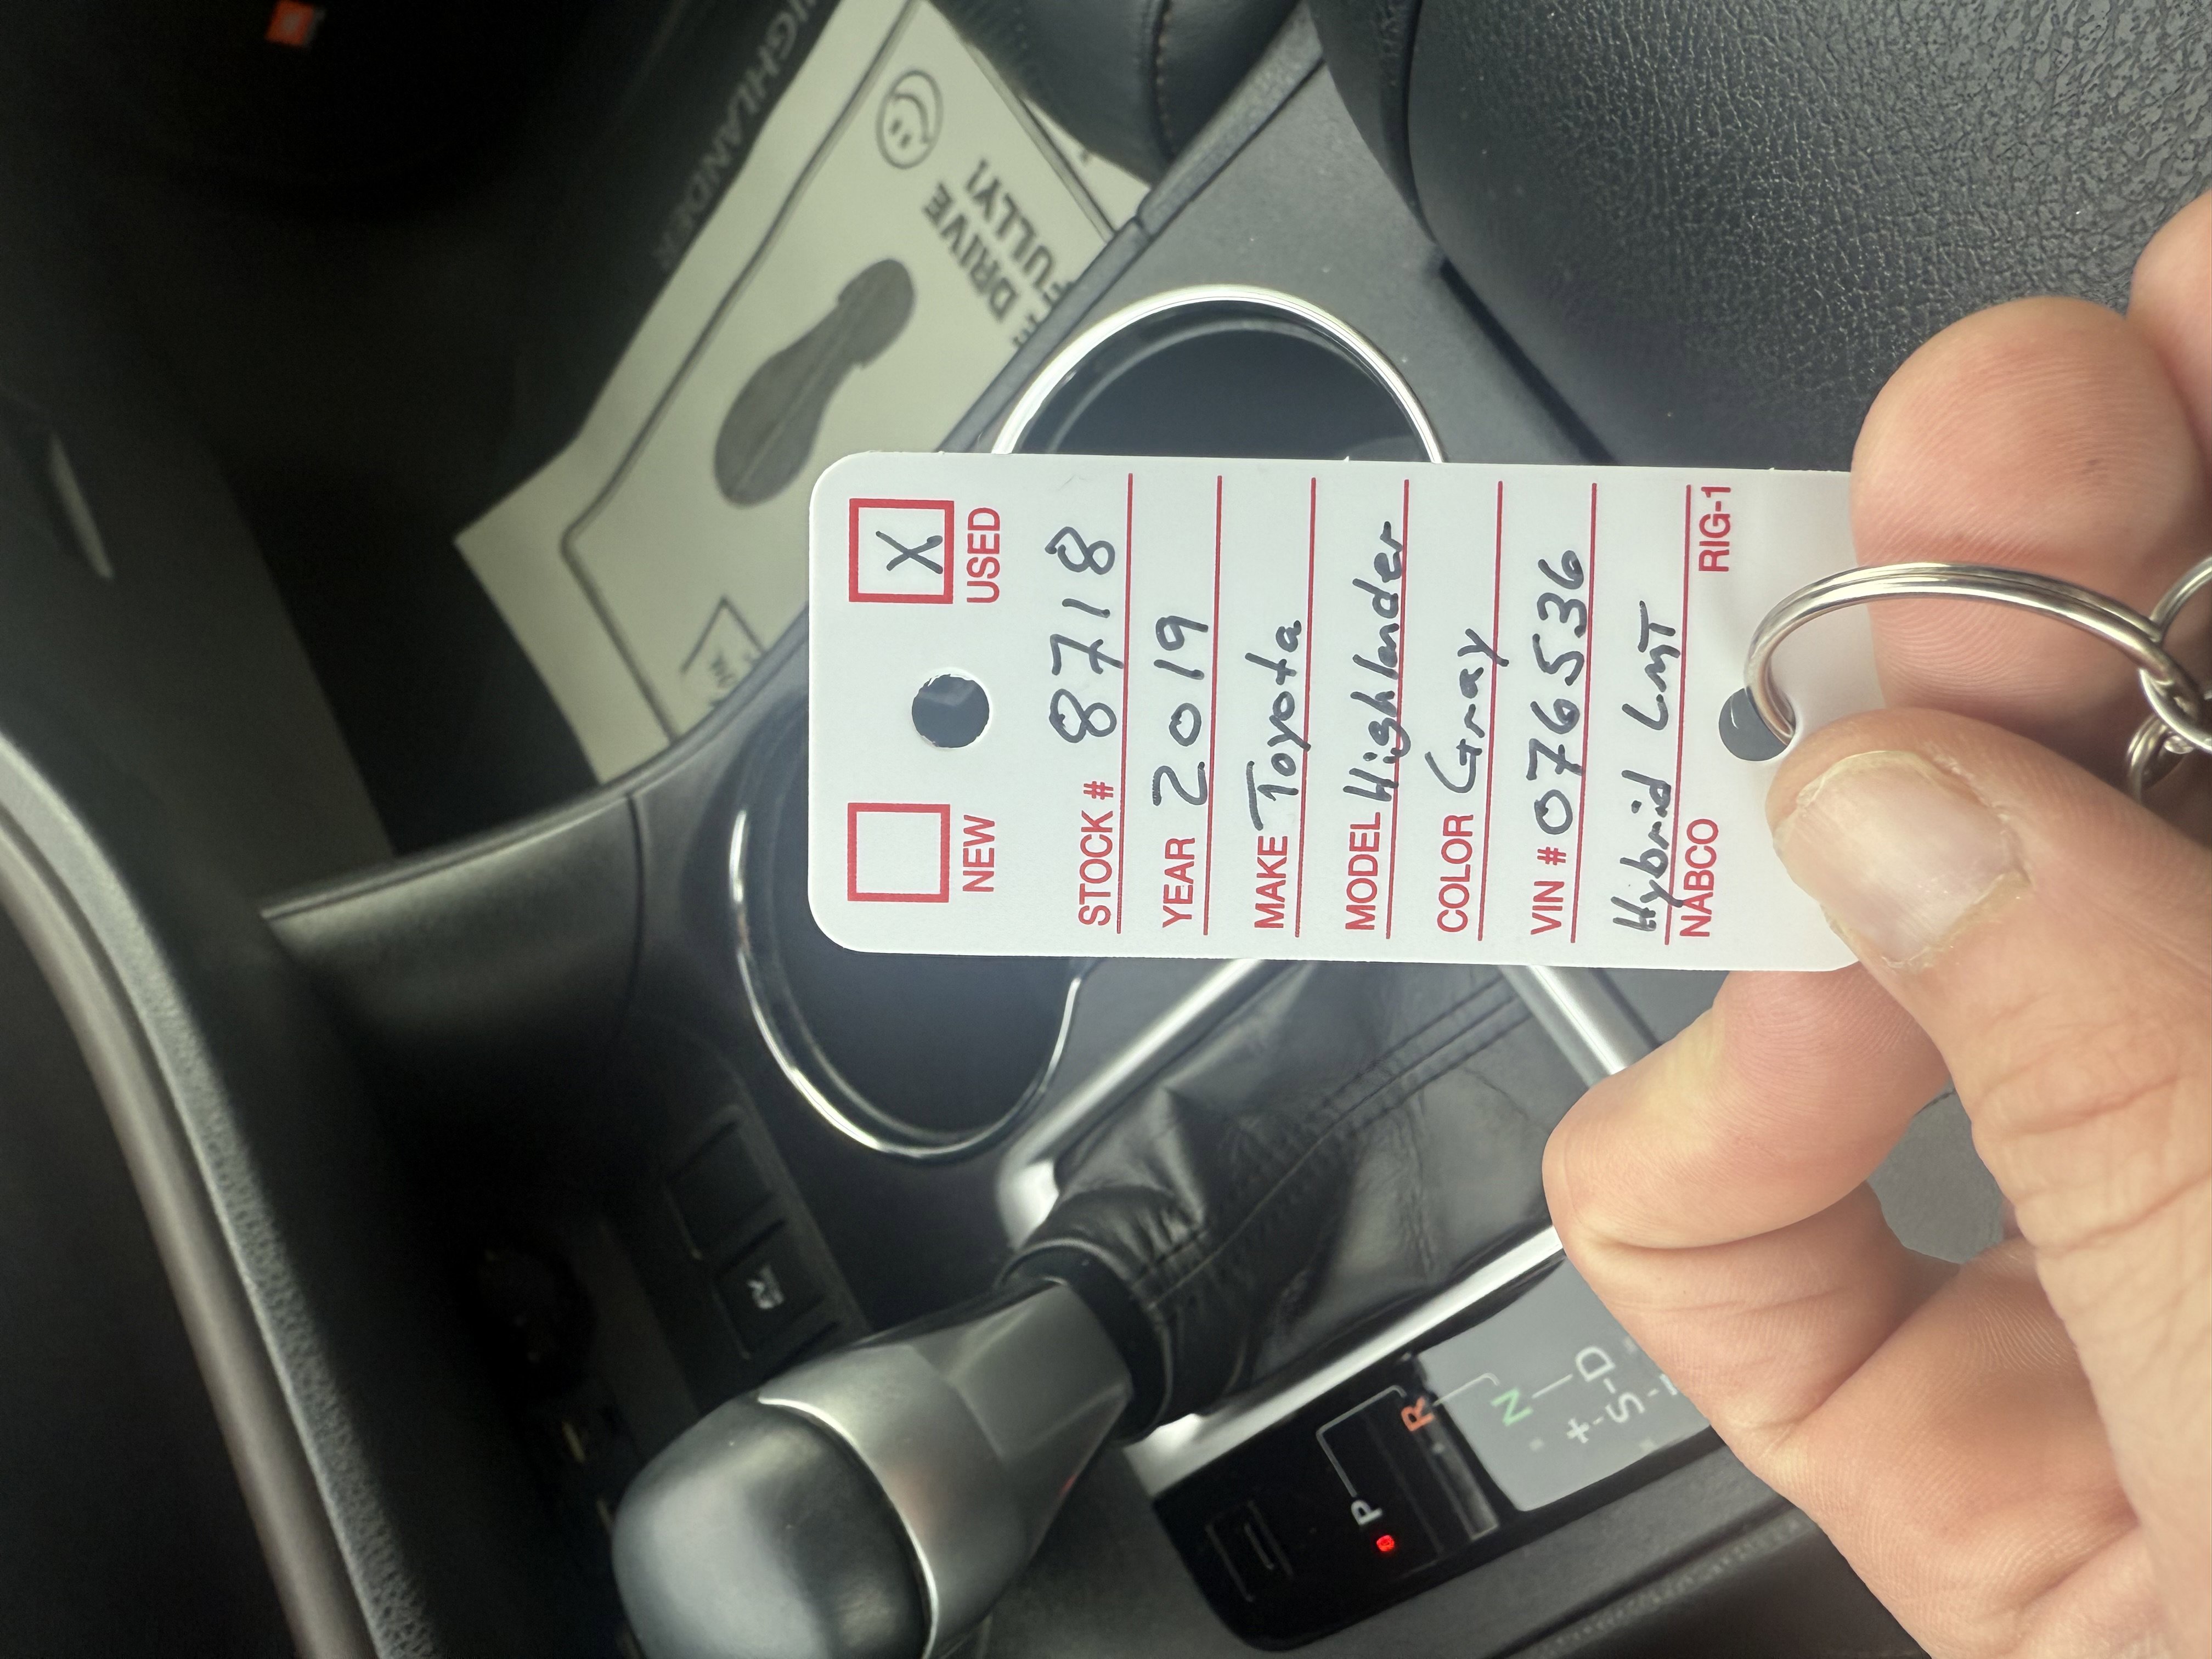 NEW
X USED
STOCK # 8718
YEAR 2019
MAKE Toyota
MODEL Highlander
COLOR Gray
VIN # 076536
Hybrid LMT
NABCO RIG-1
DRIVE
HIGHLANDER
EV
P
R
N
D
+
S